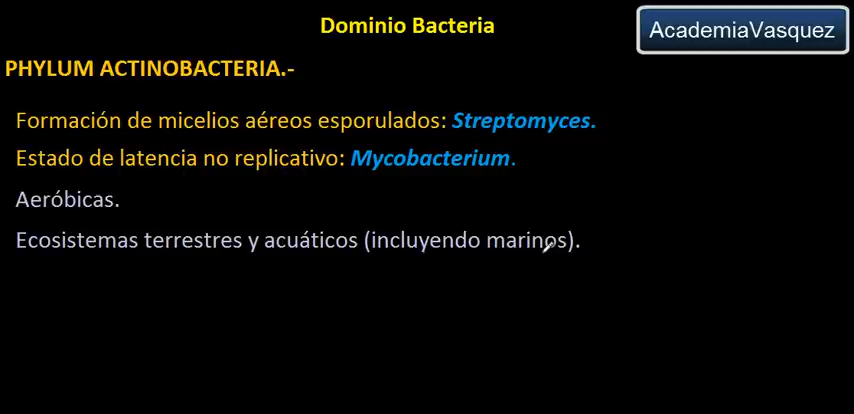 Dominio Bacteria
AcademiaVasquez
PHYLUM ACTINOBACTERIA.-
Formación de micelios aéreos esporulados: Streptomyces.
Estado de latencia no replicativo: Mycobacterium.
Aeróbicas.
Ecosistemas terrestres y acuáticos (incluyendo marinos).